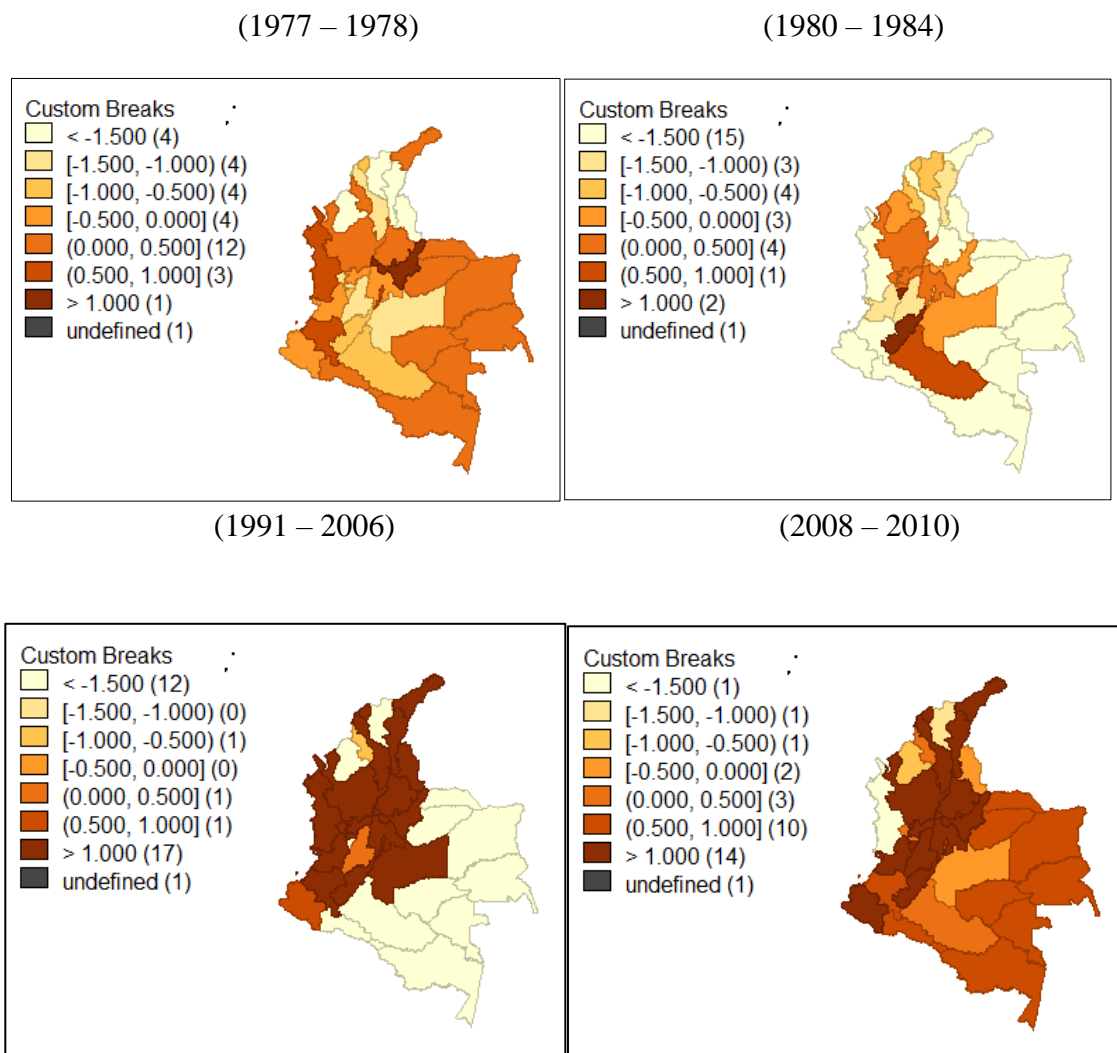 (1977 – 1978)
(1980 – 1984)
Custom Breaks
< -1.500 (4)
[-1.500, -1.000) (4)
[-1.000, -0.500) (4)
[-0.500, 0.000] (4)
(0.000, 0.500] (12)
(0.500, 1.000] (3)
> 1.000 (1)
undefined (1)
Custom Breaks
< -1.500 (15)
[-1.500, -1.000) (3)
[-1.000, -0.500) (4)
[-0.500, 0.000] (3)
(0.000, 0.500] (4)
(0.500, 1.000] (1)
> 1.000 (2)
undefined (1)
(1991 – 2006)
(2008 – 2010)
Custom Breaks
< -1.500 (12)
[-1.500, -1.000) (0)
[-1.000, -0.500) (1)
[-0.500, 0.000] (0)
(0.000, 0.500] (1)
(0.500, 1.000] (1)
> 1.000 (17)
undefined (1)
Custom Breaks
< -1.500 (1)
[-1.500, -1.000) (1)
[-1.000, -0.500) (1)
[-0.500, 0.000] (2)
(0.000, 0.500] (3)
(0.500, 1.000] (10)
> 1.000 (14)
undefined (1)